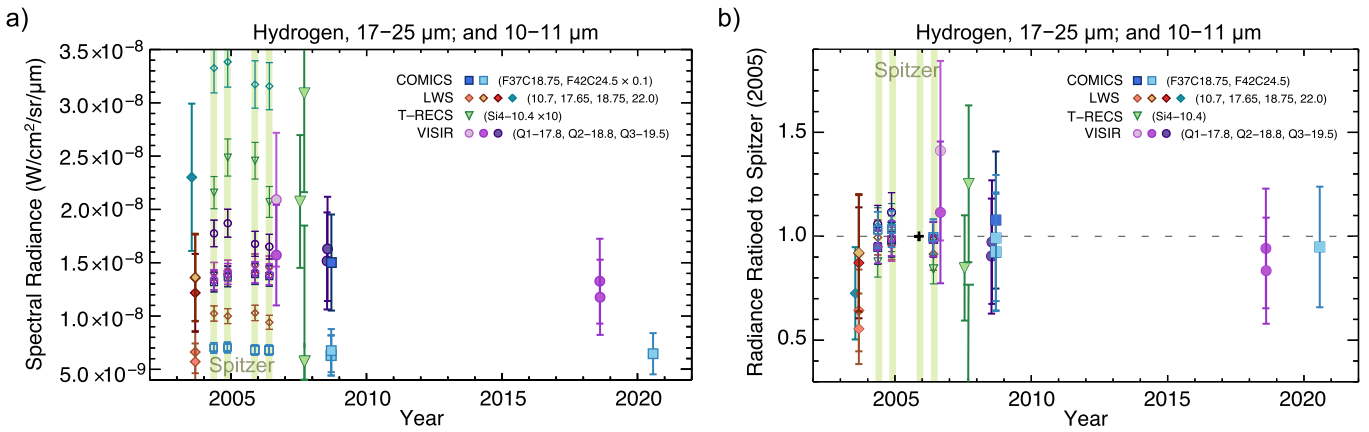 a)
Hydrogen, 17−25 μm; and 10−11 μm
Spectral Radiance (W/cm²/sr/μm)
3.5×10⁻⁸
3.0×10⁻⁸
2.5×10⁻⁸
2.0×10⁻⁸
1.5×10⁻⁸
1.0×10⁻⁸
5.0×10⁻⁹
COMICS (F37C18.75, F42C24.5 × 0.1)
LWS (10.7, 17.65, 18.75, 22.0)
T−RECS (Si4−10.4 ×10)
VISIR (Q1−17.8, Q2−18.8, Q3−19.5)
Spitzer
2005 2010 2015 2020
Year
b)
Hydrogen, 17−25 μm; and 10−11 μm
Radiance Ratioed to Spitzer (2005)
1.5
1.0
0.5
Spitzer
COMICS (F37C18.75, F42C24.5)
LWS (10.7, 17.65, 18.75, 22.0)
T−RECS (Si4−10.4)
VISIR (Q1−17.8, Q2−18.8, Q3−19.5)
2005 2010 2015 2020
Year